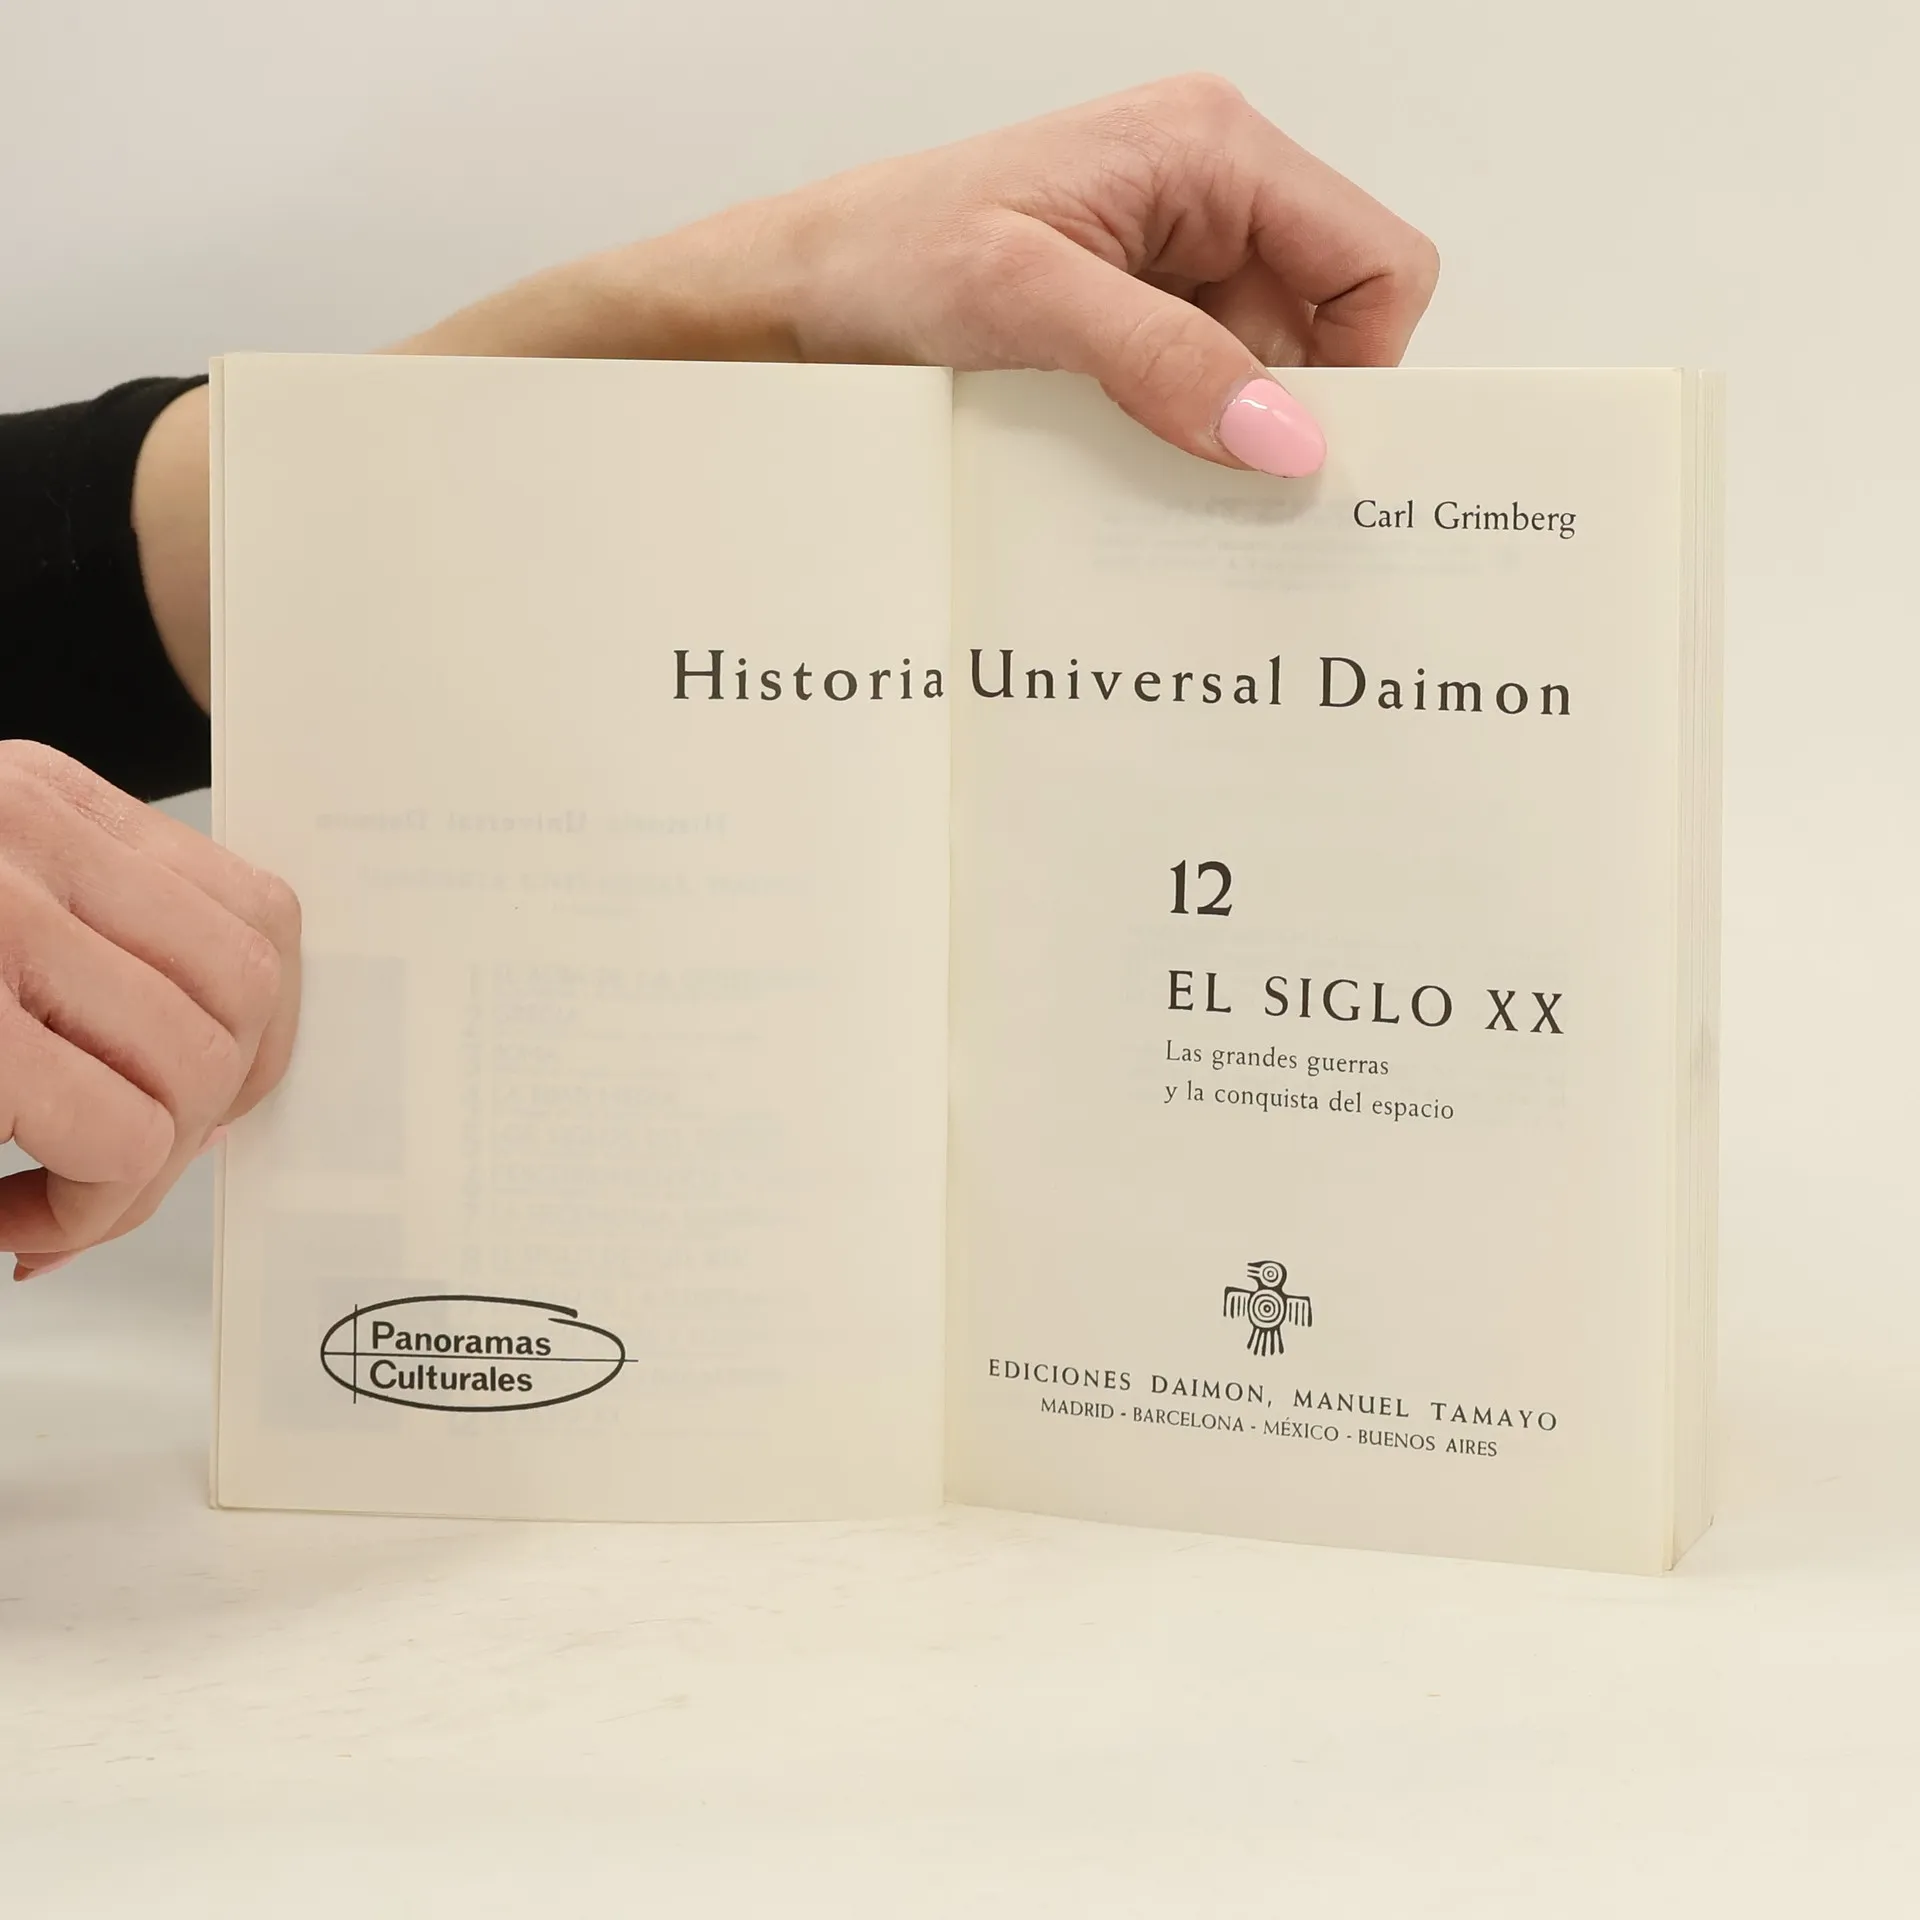 Carl Grimberg
Historia Universal Daimon
12
EL SIGLO XX
Las grandes guerras
y la conquista del espacio
Panoramas
Culturales
EDICIONES DAIMON, MANUEL TAMAYO
MADRID - BARCELONA - MÉXICO - BUENOS AIRES